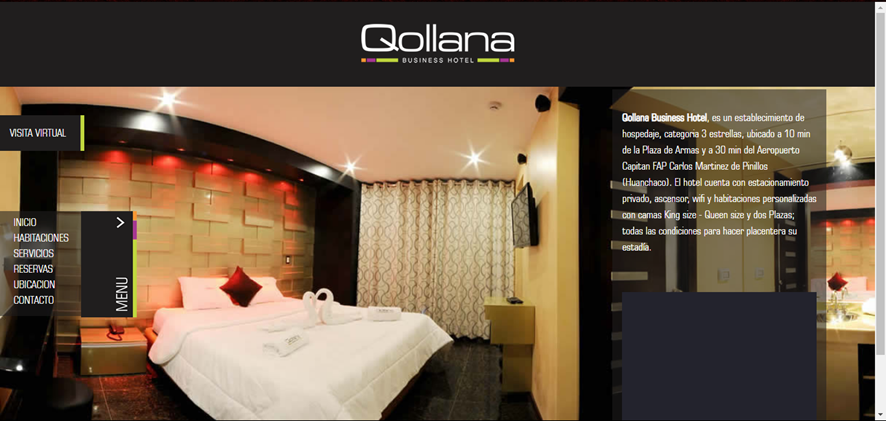 Qollana
BUSINESS HOTEL
VISITA VIRTUAL
INICIO
HABITACIONES
SERVICIOS
RESERVAS
UBICACION
CONTACTO
MENU
Qollana Business Hotel, es un establecimiento de
hospedaje, categoria 3 estrellas, ubicado a 10 min
de la Plaza de Armas y a 30 min del Aeropuerto
Capitan FAP Carlos Martinez de Pinillos
(Huanchaco). El hotel cuenta con estacionamiento
privado, ascensor, wifi y habitaciones personalizadas
con camas King size - Queen size y dos Plazas;
todas las condiciones para hacer placentera su
estadía.